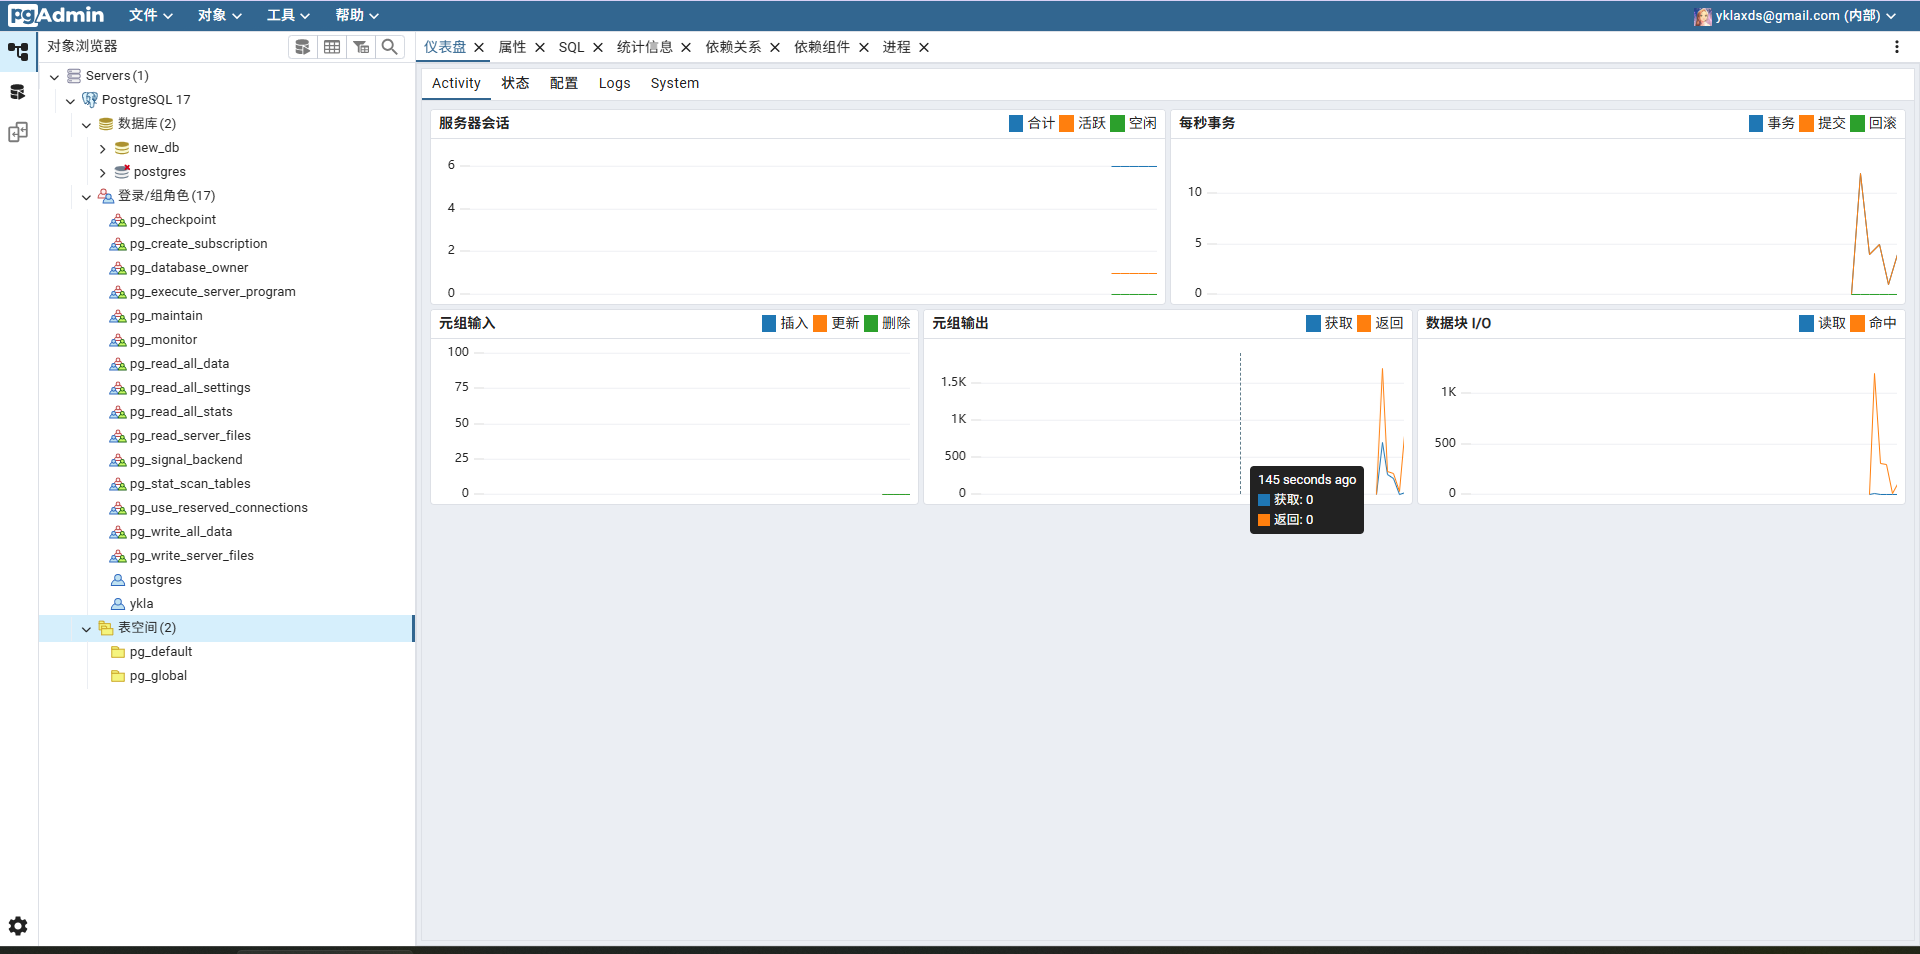 pgAdmin 文件 对象 工具 帮助 yklaxds@gmail.com (内部)
对象浏览器
仪表盘 属性 SQL 统计信息 依赖关系 依赖组件 进程
Servers (1)
PostgreSQL 17
数据库 (2)
new_db
postgres
登录/组角色 (17)
pg_checkpoint
pg_create_subscription
pg_database_owner
pg_execute_server_program
pg_maintain
pg_monitor
pg_read_all_data
pg_read_all_settings
pg_read_all_stats
pg_read_server_files
pg_signal_backend
pg_stat_scan_tables
pg_use_reserved_connections
pg_write_all_data
pg_write_server_files
postgres
ykla
表空间 (2)
pg_default
pg_global
Activity 状态 配置 Logs System
服务器会话 合计 活跃 空闲
6
4
2
0
每秒事务 事务 提交 回滚
10
5
0
元组输入 插入 更新 删除
100
75
50
25
0
元组输出 获取 返回
1.5K
1K
500
0
145 seconds ago
获取: 0
返回: 0
数据块 I/O 读取 命中
1K
500
0